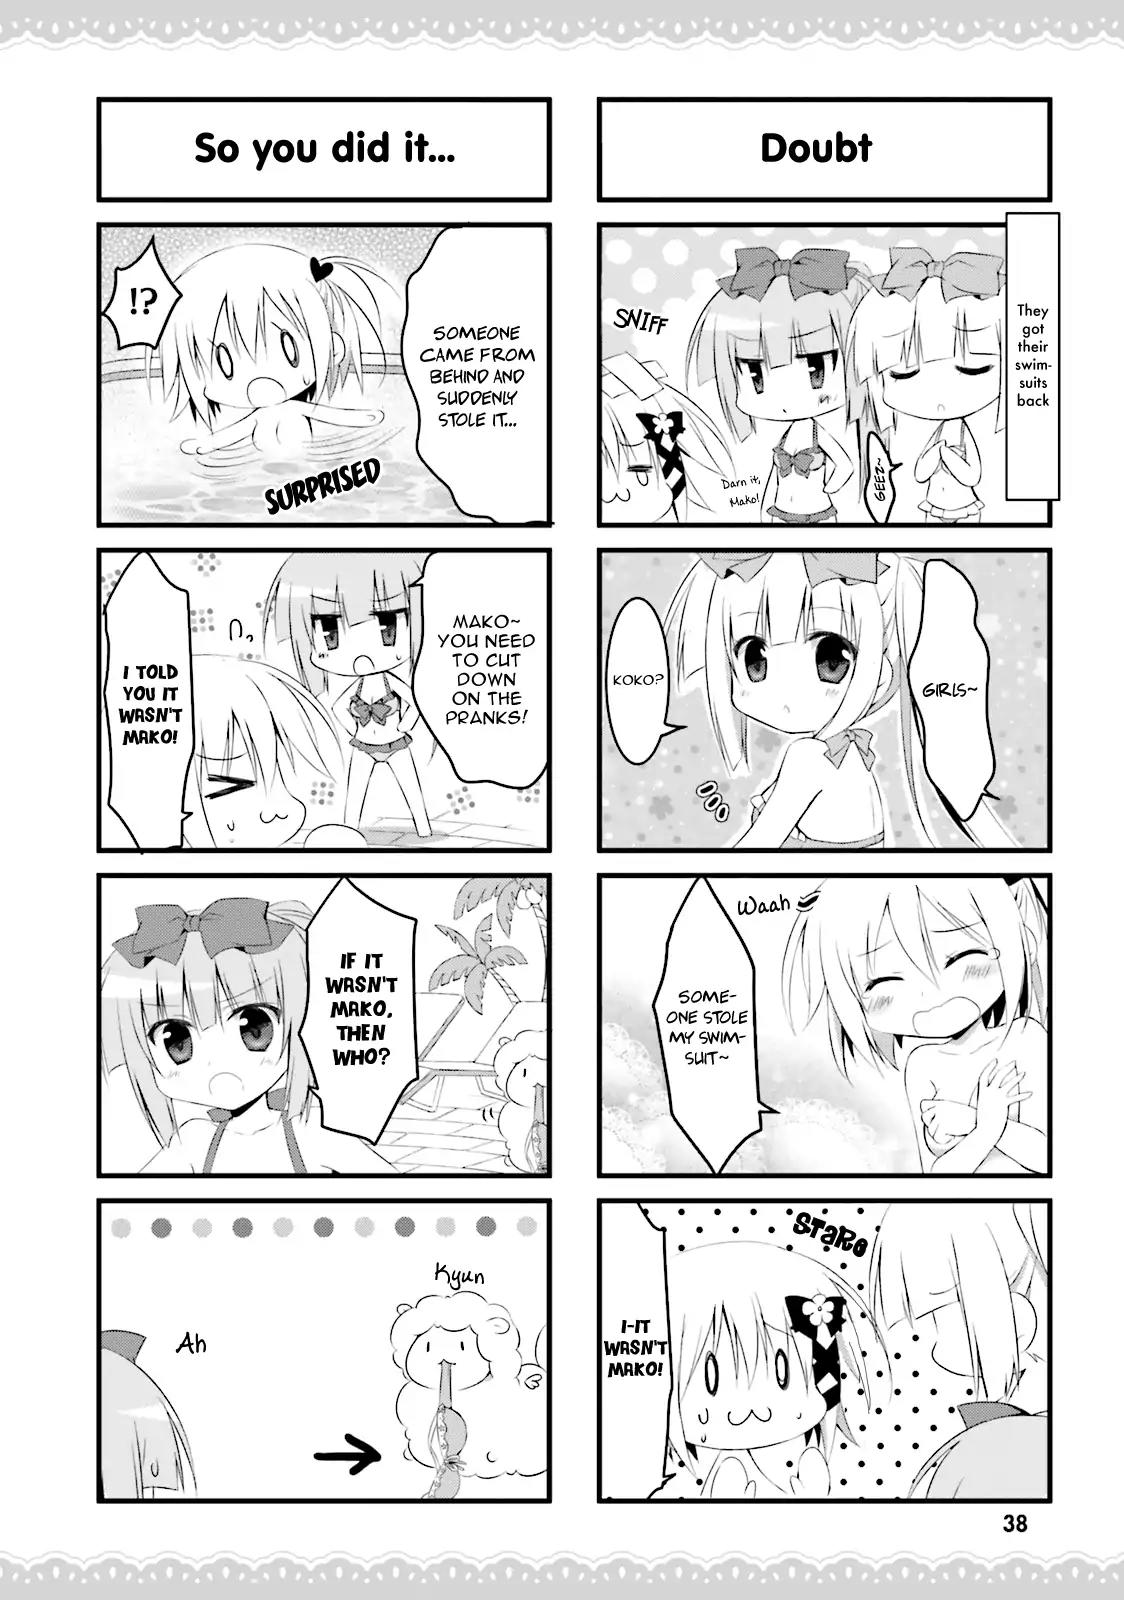 Doubt
They
got
their
swim-
suits
back
SNIFF
Darn it,
Mako!
GEEZ~
GIRLS~
KOKO?
Waah
SOME-
ONE STOLE
MY SWIM-
SUIT~
STARE
I-IT
WASN'T
MAKO!
So you did it...
SOMEONE
CAME FROM
BEHIND AND
SUDDENLY
STOLE IT...
!?
SURPRISED
MAKO~
YOU NEED
TO CUT
DOWN
ON THE
PRANKS!
I TOLD
YOU IT
WASN'T
MAKO!
IF IT
WASN'T
MAKO,
THEN
WHO?
Kyun
Ah
38